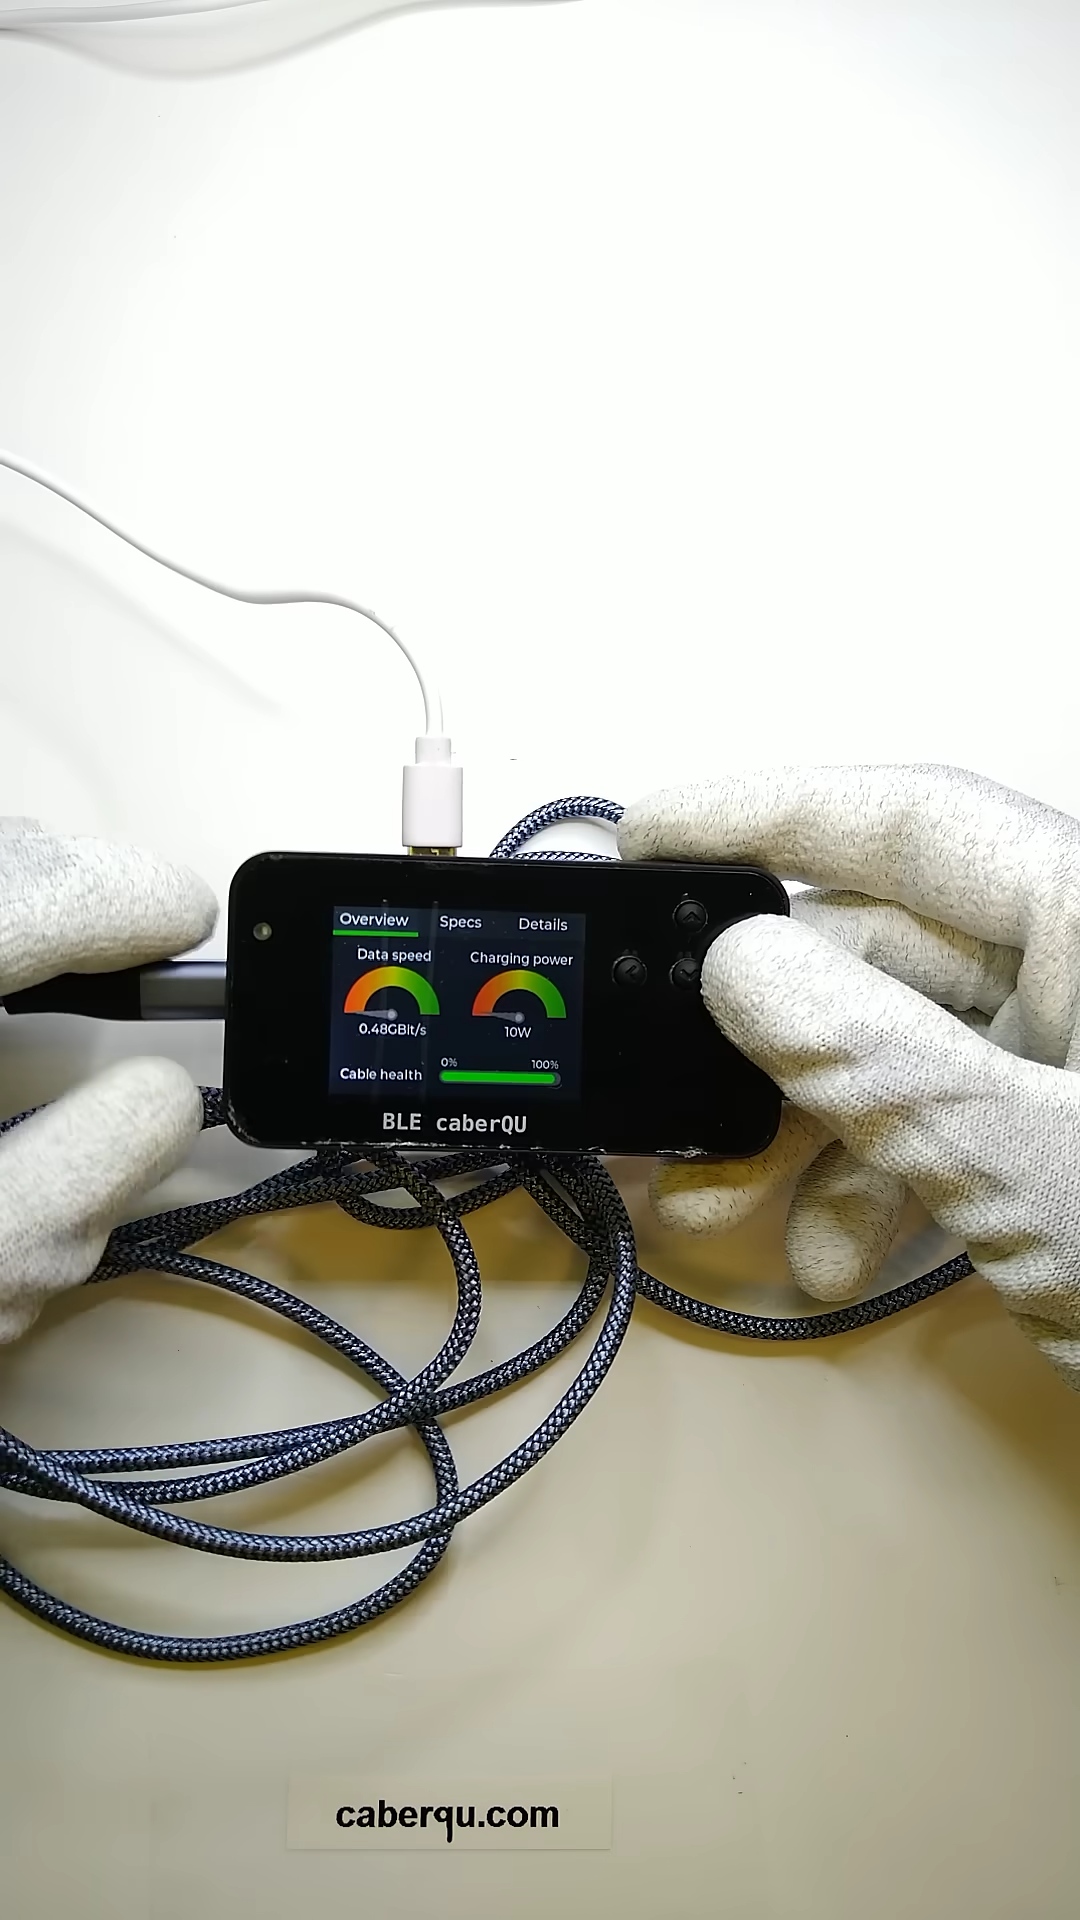 Overview Specs Details
Data speed Charging power
0.48GBit/s 10W
0% 100%
Cable health
BLE caberQU
caberqu.com